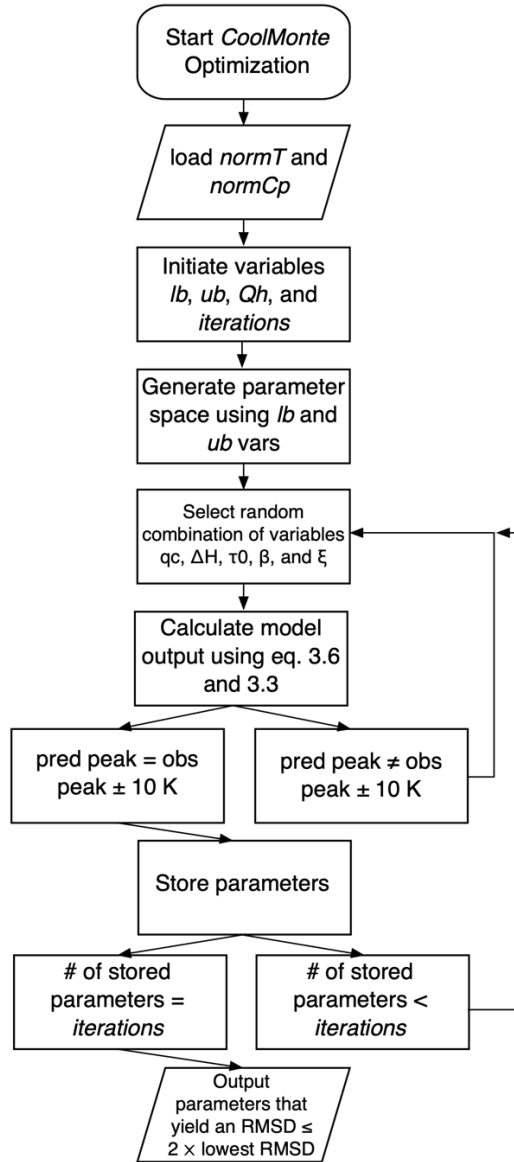 Start CoolMonte
Optimization
load normT and
normCp
Initiate variables
lb, ub, Qh, and
iterations
Generate parameter
space using lb and
ub vars
Select random
combination of variables
qc, ΔH, τ0, β, and ξ
Calculate model
output using eq. 3.6
and 3.3
pred peak = obs
peak ± 10 K
pred peak ≠ obs
peak ± 10 K
Store parameters
# of stored
parameters =
iterations
# of stored
parameters <
iterations
Output
parameters that
yield an RMSD ≤
2 × lowest RMSD